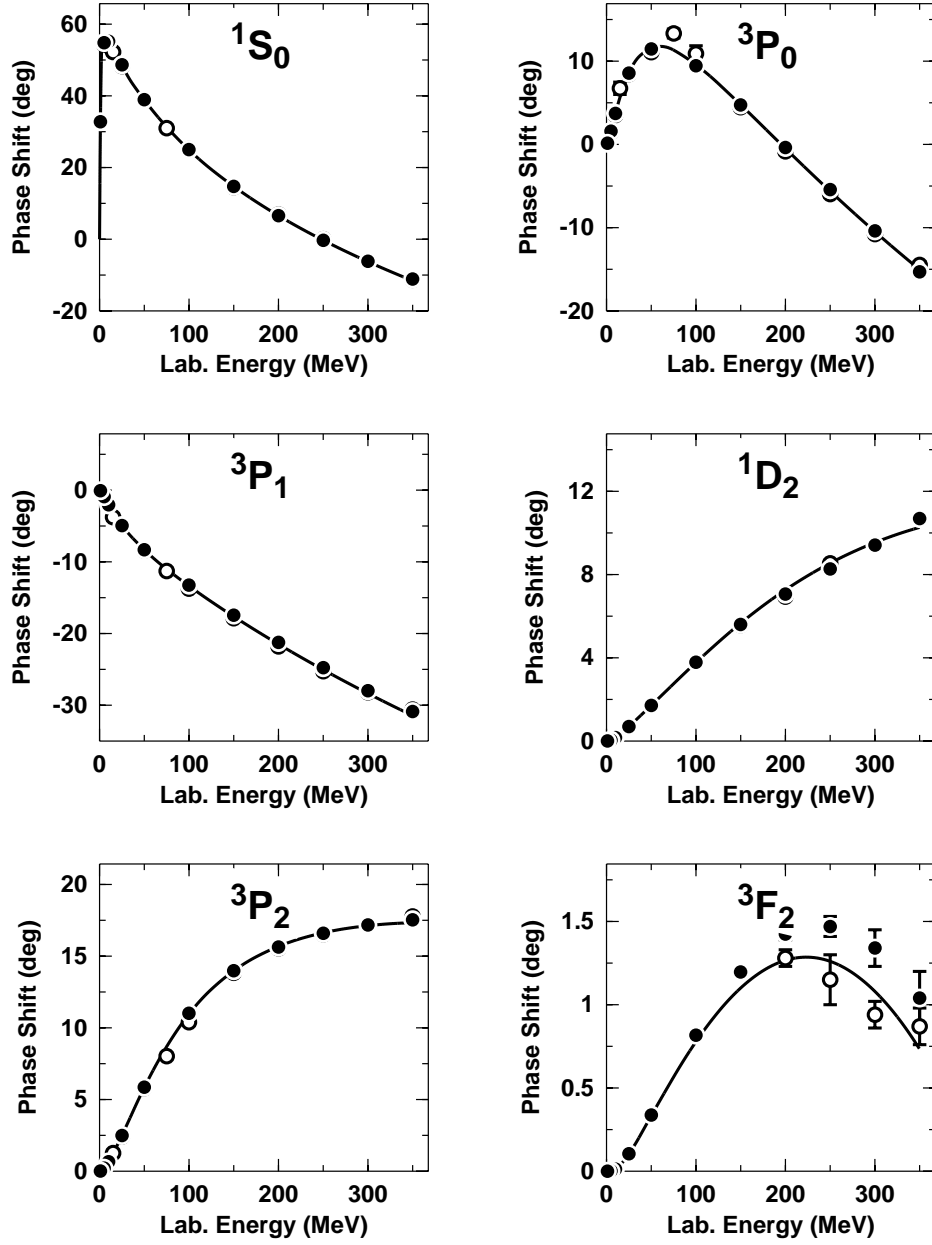 ¹S₀
Phase Shift (deg)
60
40
20
0
-20
0 100 200 300
Lab. Energy (MeV)
³P₀
Phase Shift (deg)
10
0
-10
-20
0 100 200 300
Lab. Energy (MeV)
³P₁
Phase Shift (deg)
0
-10
-20
-30
0 100 200 300
Lab. Energy (MeV)
¹D₂
Phase Shift (deg)
12
8
4
0
0 100 200 300
Lab. Energy (MeV)
³P₂
Phase Shift (deg)
20
15
10
5
0
0 100 200 300
Lab. Energy (MeV)
³F₂
Phase Shift (deg)
1.5
1
0.5
0
0 100 200 300
Lab. Energy (MeV)